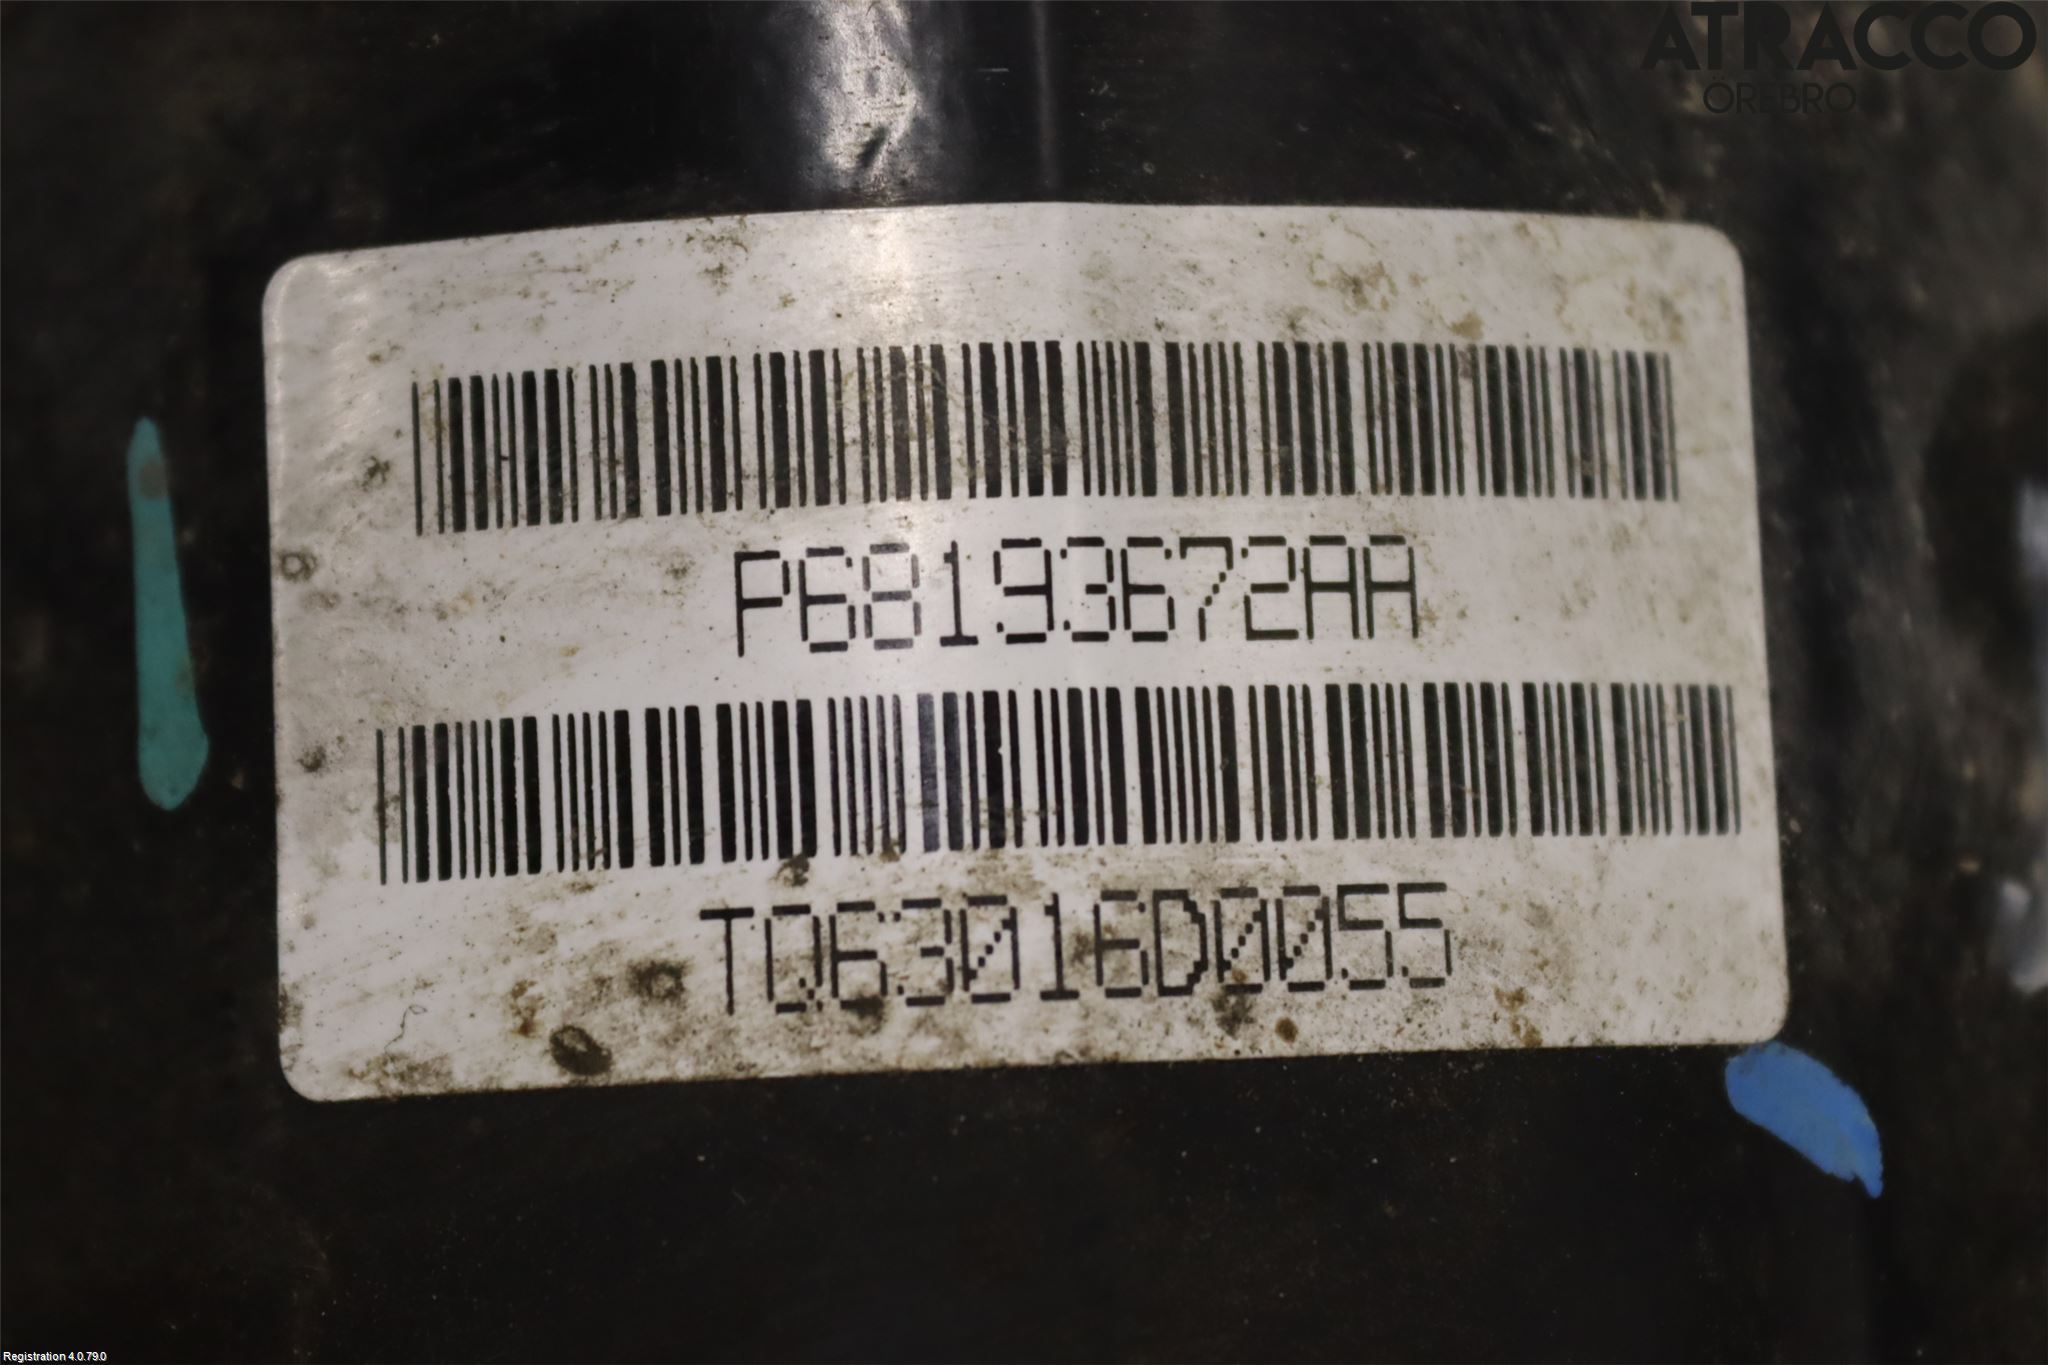 ATRACCO
ÖREBRO
P68193672AA
TQ63016D0055
Registration 4.0.79.0